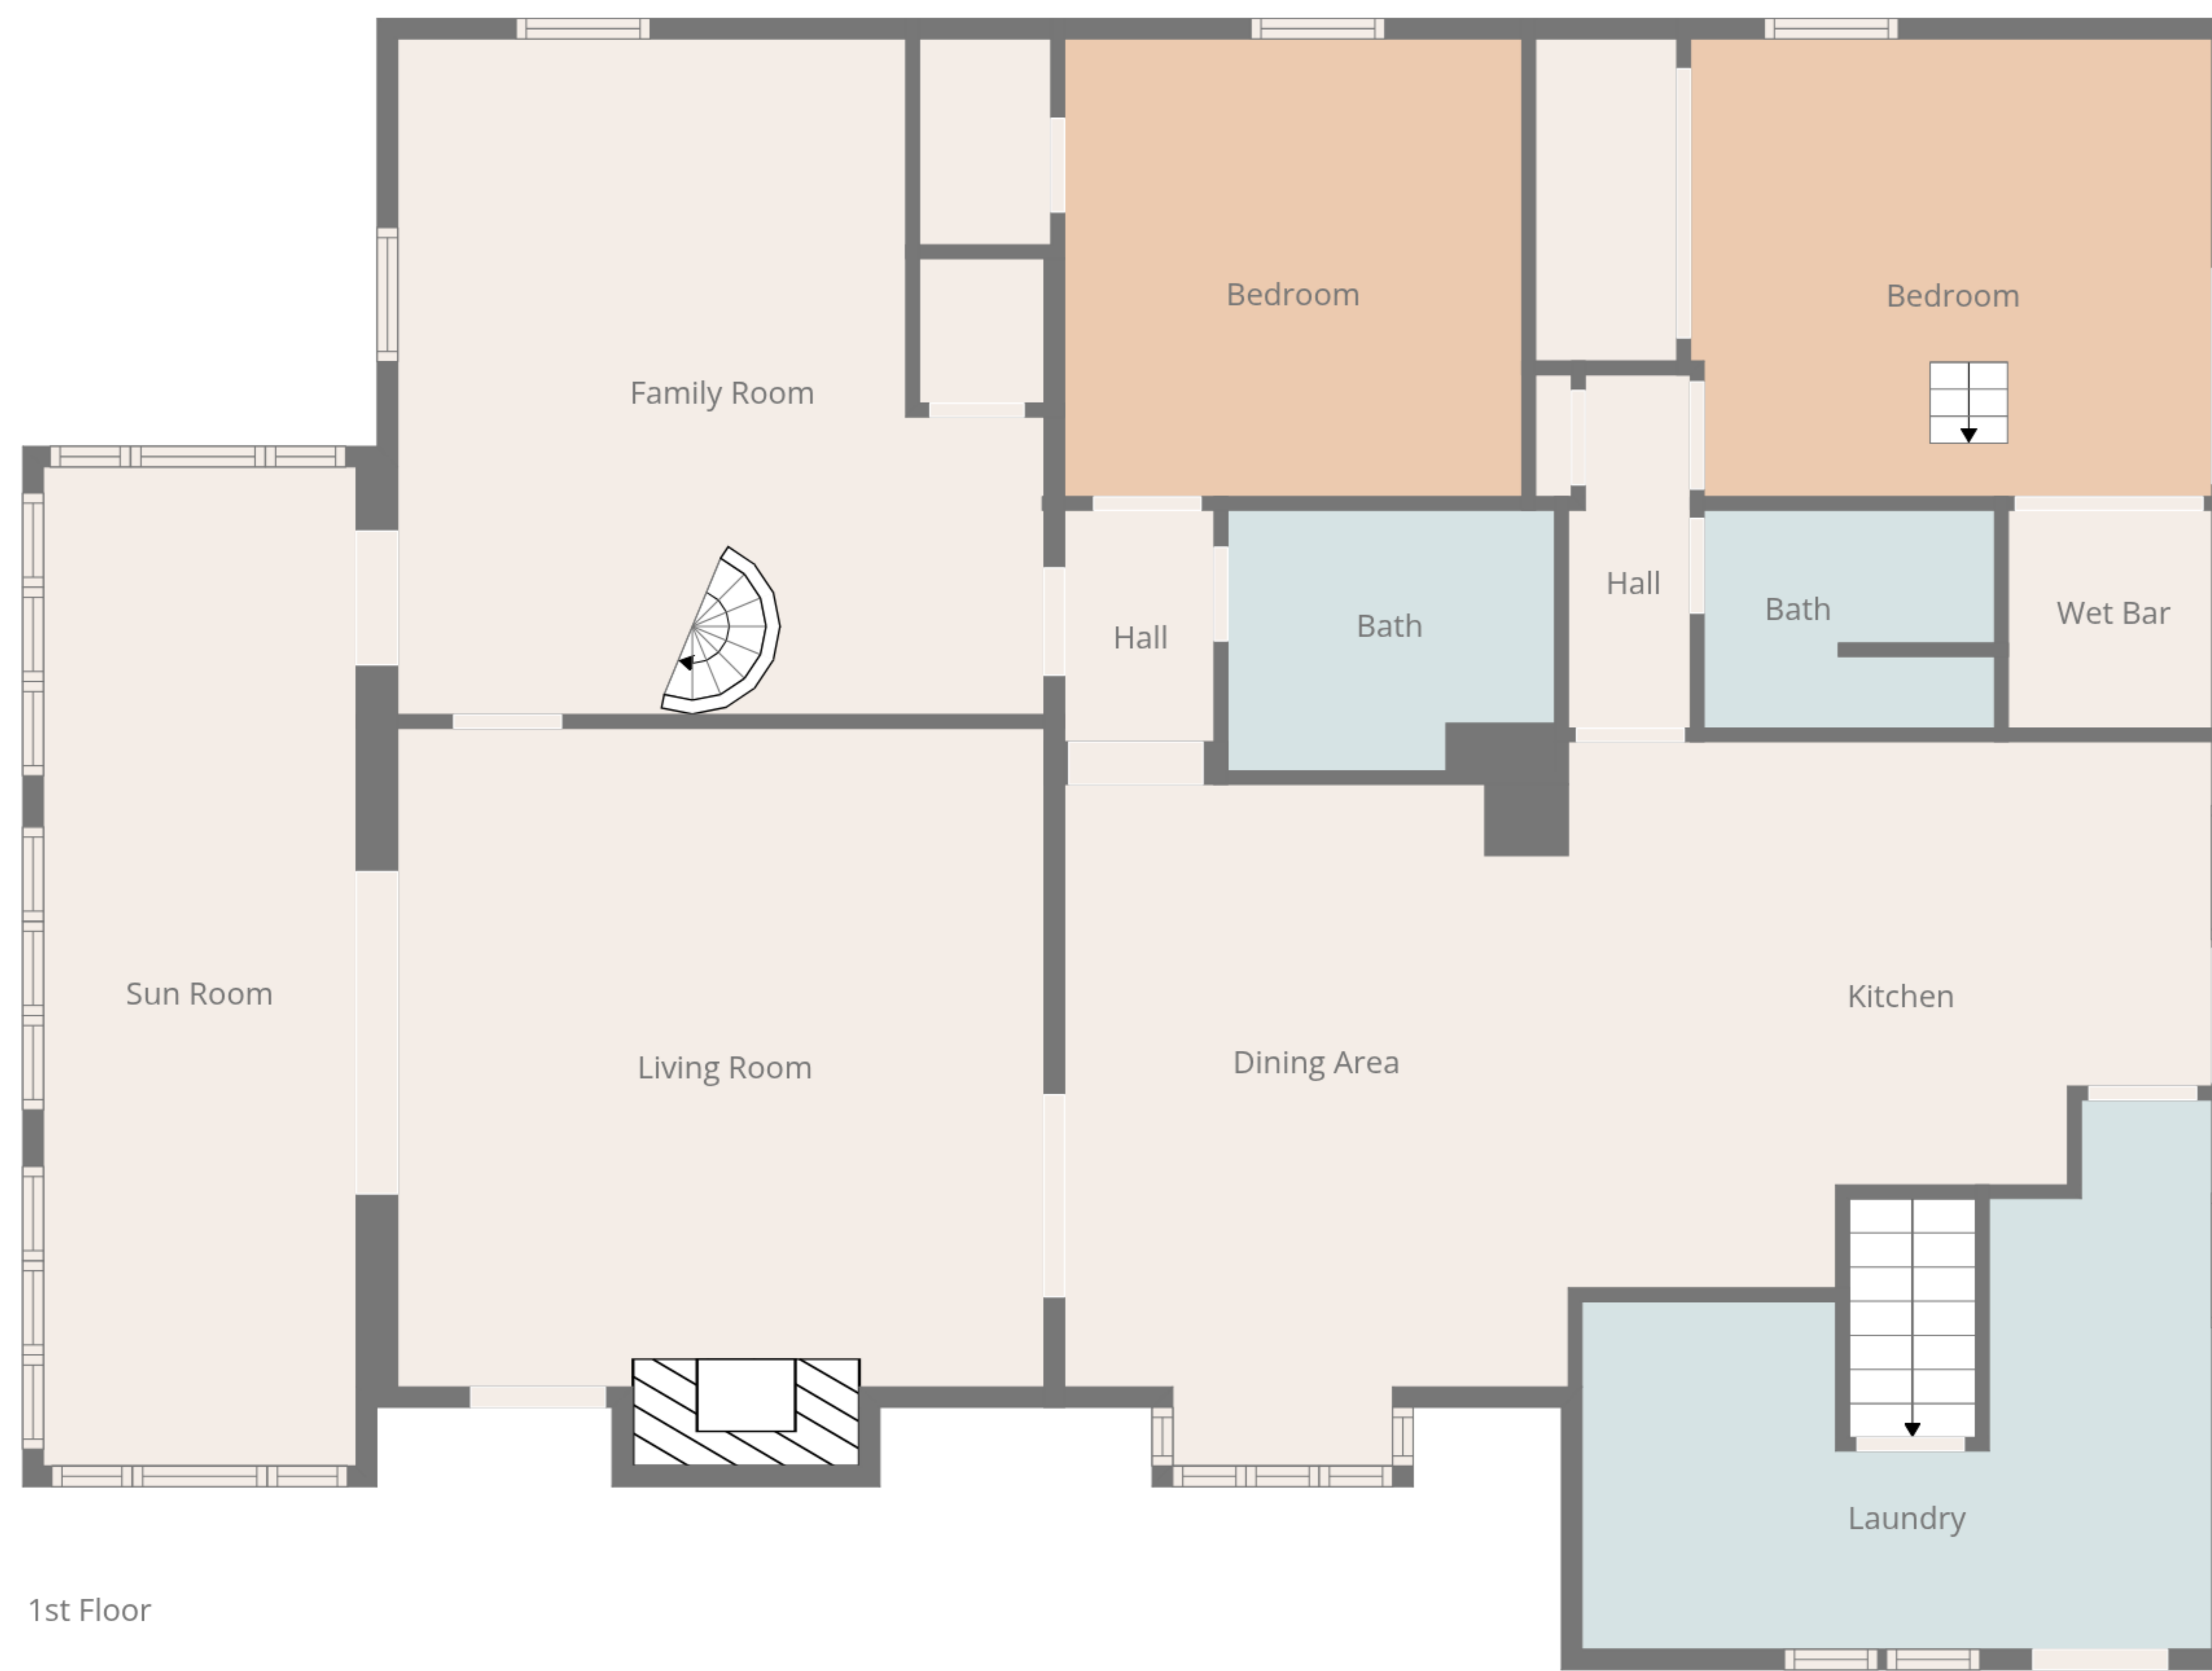 Bedroom
Bedroom
Family Room
Hall
Bath
Wet Bar
Bath
Hall
Sun Room
Kitchen
Dining Area
Living Room
Laundry
1st Floor